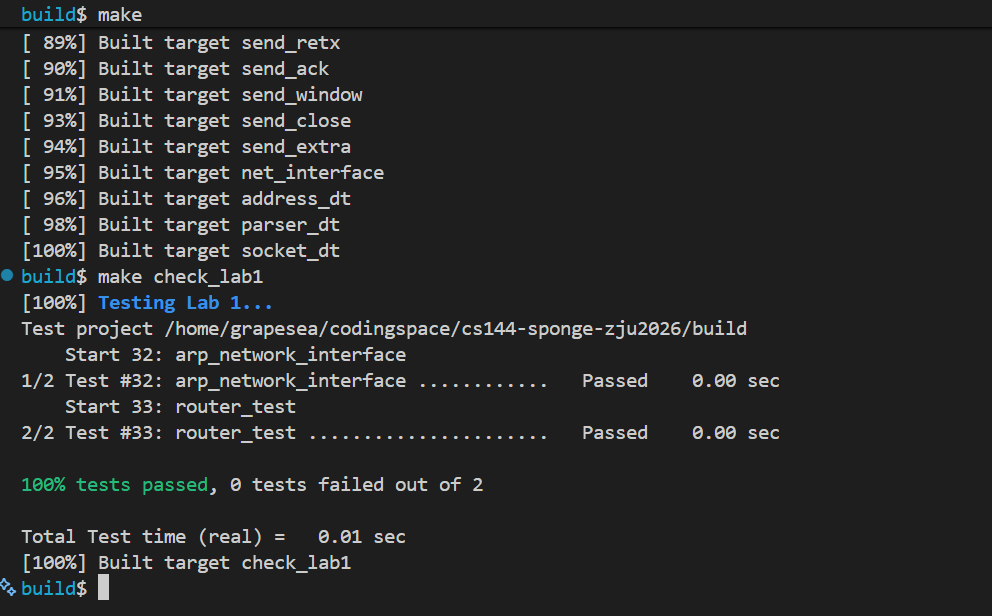 build$ make
[ 89%] Built target send_retx
[ 90%] Built target send_ack
[ 91%] Built target send_window
[ 93%] Built target send_close
[ 94%] Built target send_extra
[ 95%] Built target net_interface
[ 96%] Built target address_dt
[ 98%] Built target parser_dt
[100%] Built target socket_dt
build$ make check_lab1
[100%] Testing Lab 1...
Test project /home/grapesea/codingspace/cs144-sponge-zju2026/build
    Start 32: arp_network_interface
1/2 Test #32: arp_network_interface ............   Passed    0.00 sec
    Start 33: router_test
2/2 Test #33: router_test ......................   Passed    0.00 sec

100% tests passed, 0 tests failed out of 2

Total Test time (real) =   0.01 sec
[100%] Built target check_lab1
build$